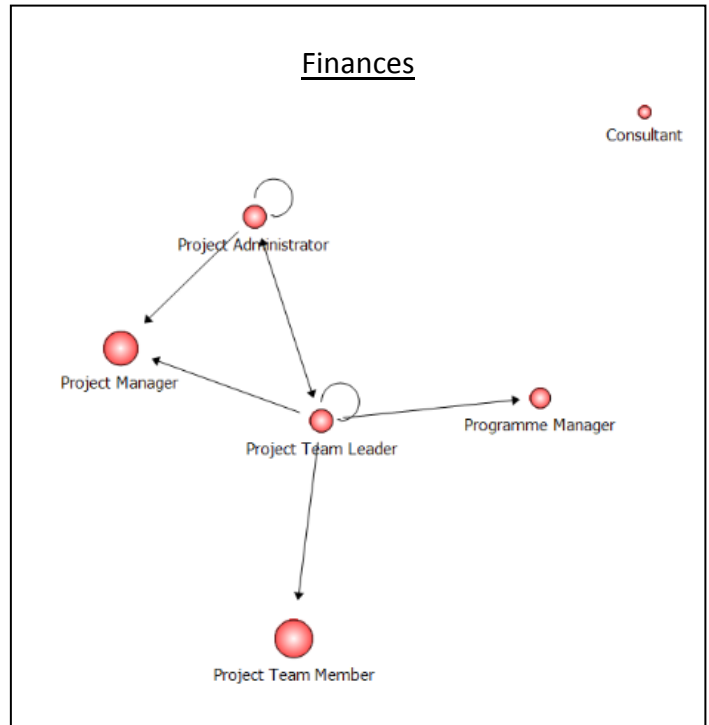 Finances
Consultant
Project Administrator
Project Manager
Programme Manager
Project Team Leader
Project Team Member